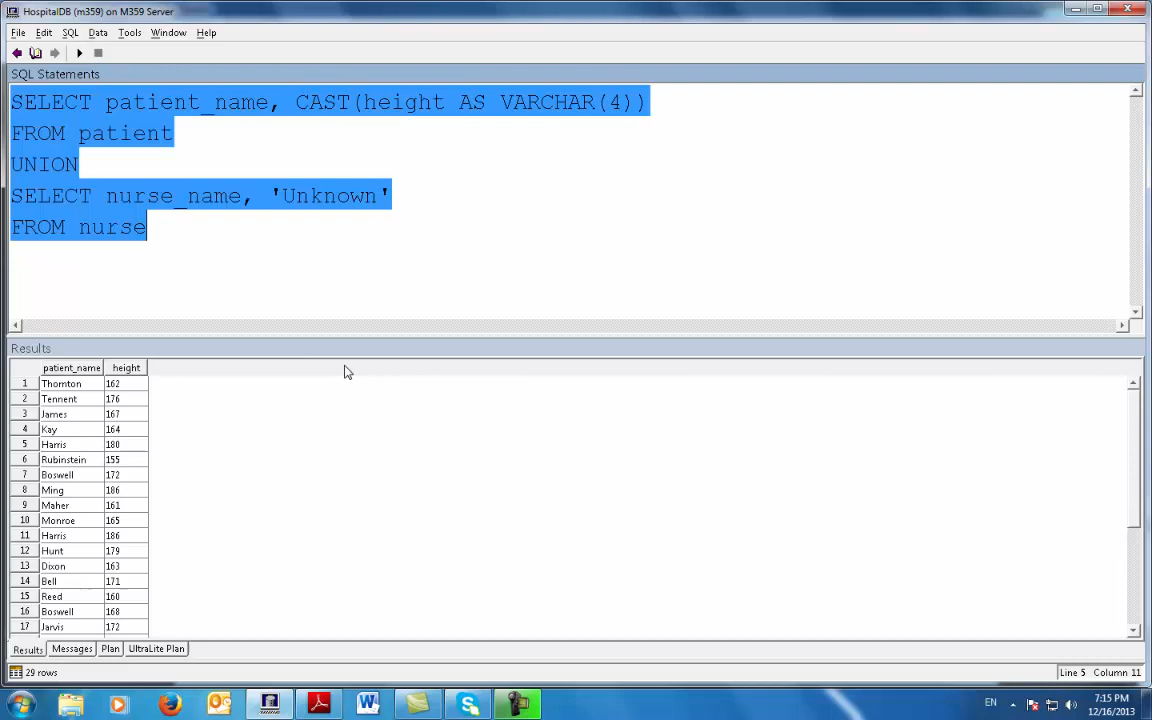 HospitalDB (m359) on M359 Server
File Edit SQL Data Tools Window Help
SQL Statements
SELECT patient_name, CAST(height AS VARCHAR(4))
FROM patient
UNION
SELECT nurse_name, 'Unknown'
FROM nurse
Results
patient_name height
1 Thornton 162
2 Tennent 176
3 James 167
4 Kay 164
5 Harris 180
6 Rubinstein 155
7 Boswell 172
8 Ming 186
9 Maher 161
10 Monroe 165
11 Harris 186
12 Hunt 179
13 Dixon 163
14 Bell 171
15 Reed 160
16 Boswell 168
17 Jarvis 172
Results Messages Plan UltraLite Plan
29 rows
Line 5 Column 11
EN
7:15 PM
12/16/2013